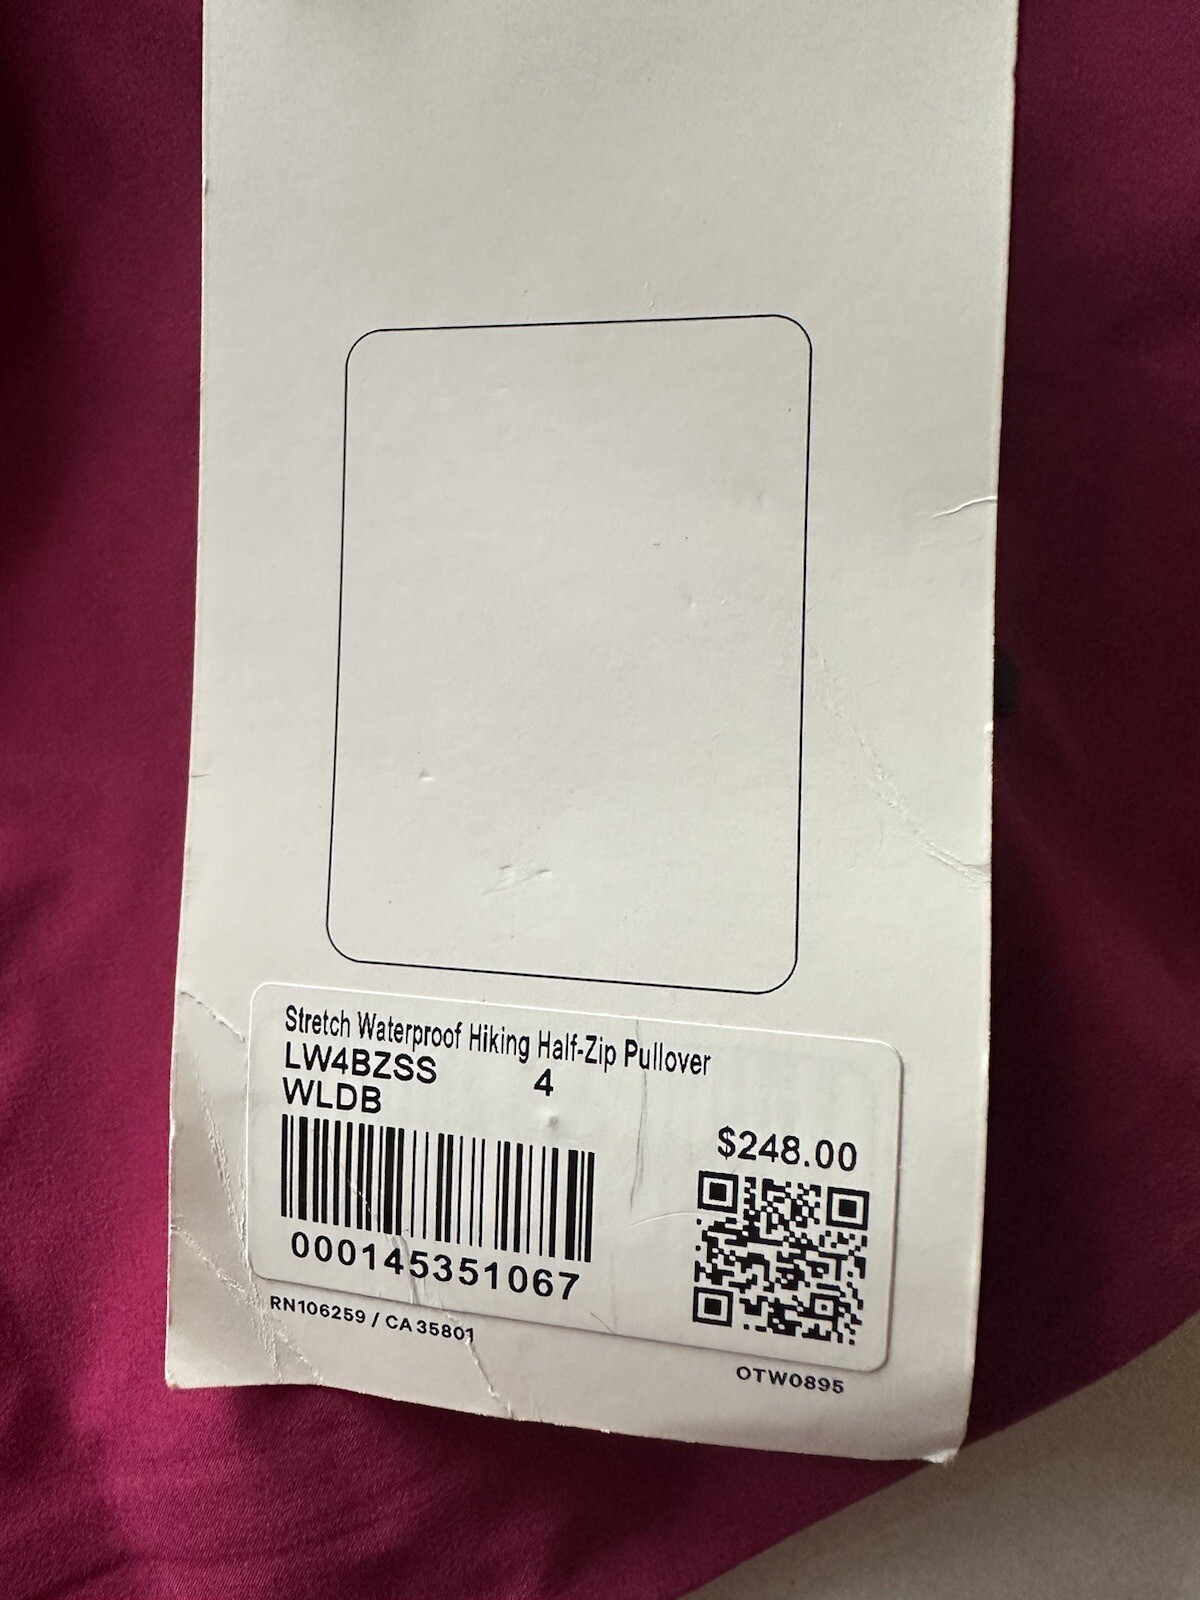 Stretch Waterproof Hiking Half-Zip Pullover
LW4BZSS 4
WLDB
$248.00
000145351067
RN106259 / CA 35801
OTW0895